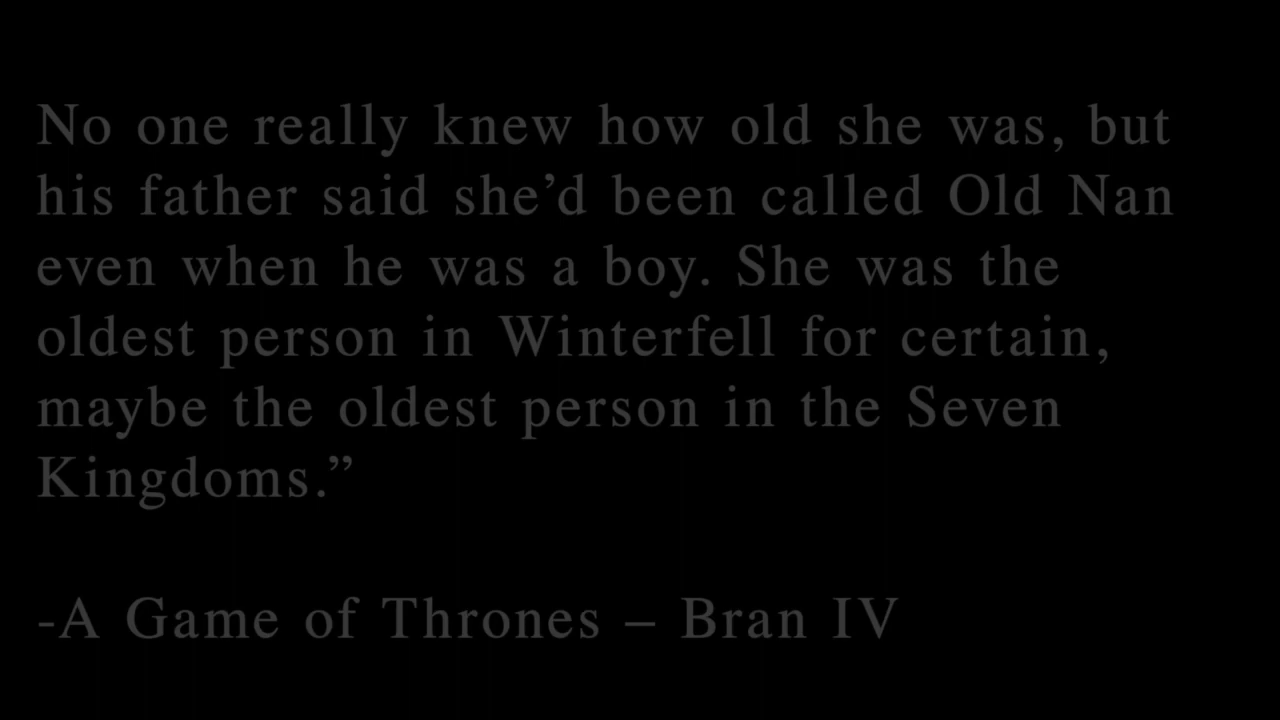 No one really knew how old she was, but
his father said she’d been called Old Nan
even when he was a boy. She was the
oldest person in Winterfell for certain,
maybe the oldest person in the Seven
Kingdoms.”
-A Game of Thrones – Bran IV